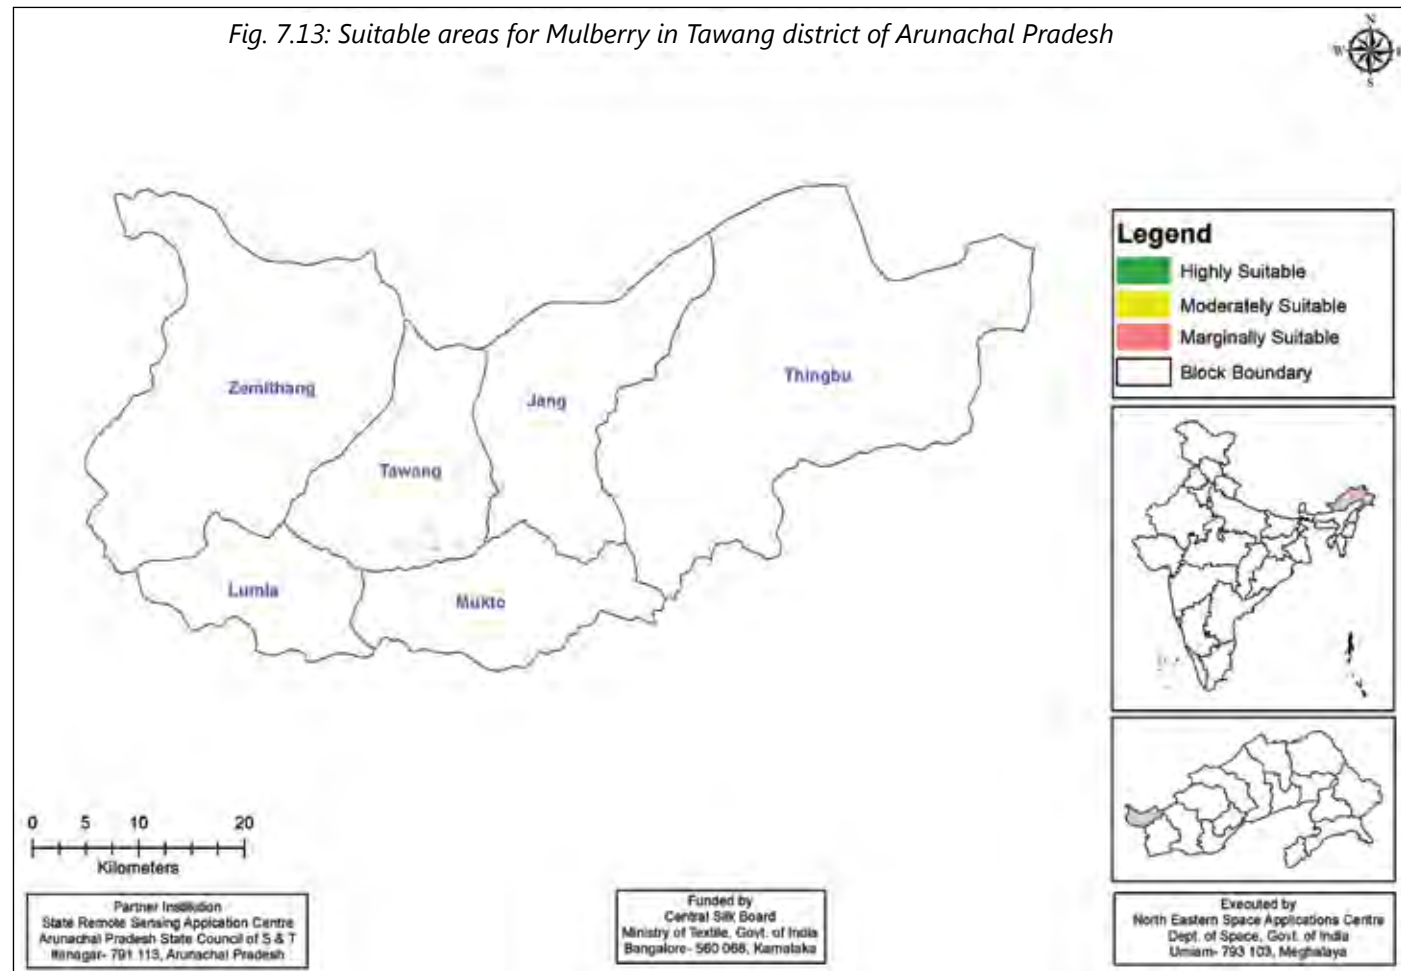 Fig. 7.13: Suitable areas for Mulberry in Tawang district of Arunachal Pradesh
N
W
E
S
Legend
Highly Suitable
Moderately Suitable
Marginally Suitable
Block Boundary
Zemithang
Thingbu
Jang
Tawang
Lumla
Mukto
0 5 10 20
Kilometers
Partner Institution
State Remote Sensing Application Centre
Arunachal Pradesh State Council of S & T
Itanagar- 791 113, Arunachal Pradesh
Funded by
Central Silk Board
Ministry of Textile, Govt. of India
Bangalore- 560 068, Karnataka
Executed by
North Eastern Space Applications Centre
Dept. of Space, Govt. of India
Umiam- 793 103, Meghalaya